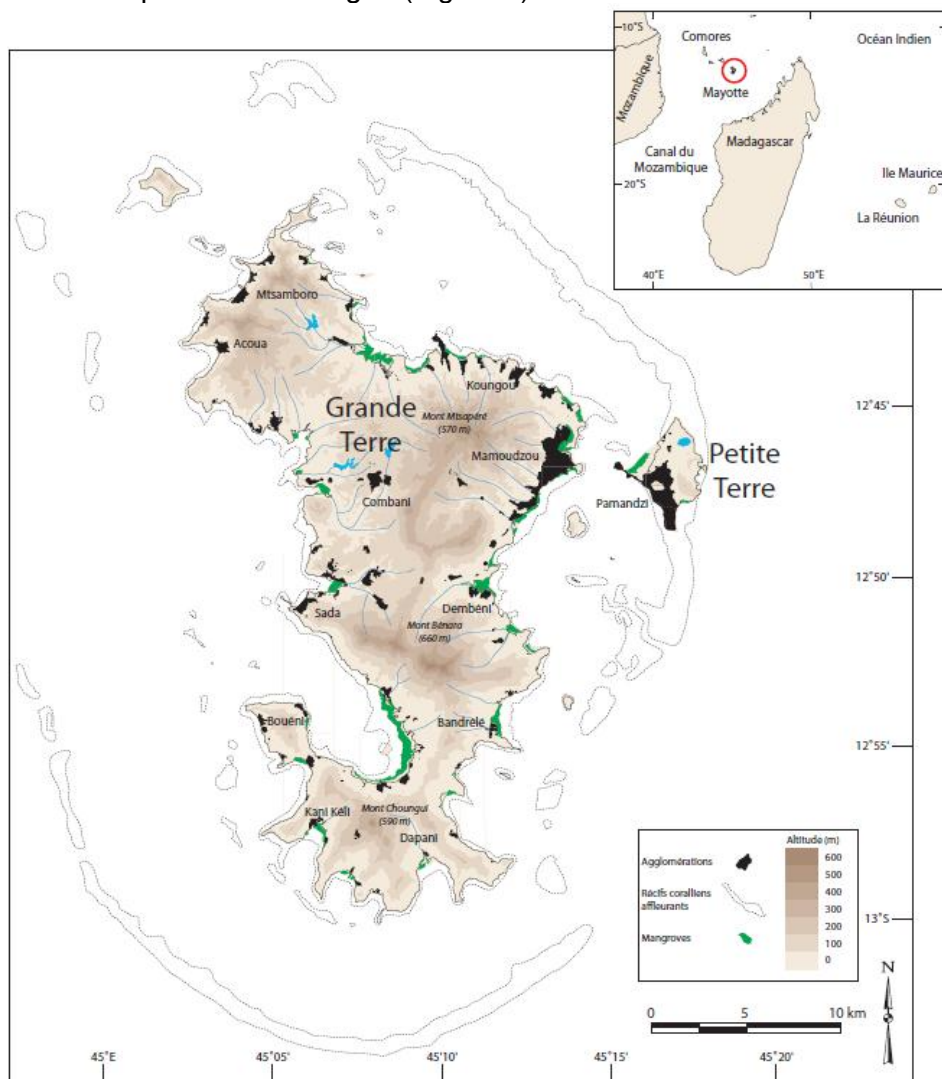 10°S
Comores
Océan Indien
Mozambique
Mayotte
Madagascar
Canal du
Mozambique
20°S
Ile Maurice
La Réunion
40°E
50°E
Mtsamboro
Acoua
Koungou
Grande
Terre
Mont Mtsapéré
(570 m)
12°45'
Mamoudzou
Petite
Terre
Combani
Pamandzi
12°50'
Sada
Dembéni
Mont Bénara
(660 m)
Bouéni
Bandrélé
12°55'
Kani Kéli
Mont Choungui
(590 m)
Dapani
Agglomérations
Récifs coralliens
affleurants
Mangroves
Altitude (m)
600
500
400
300
200
100
0
13°S
N
0 5 10 km
45°E
45°05'
45°10'
45°15'
45°20'